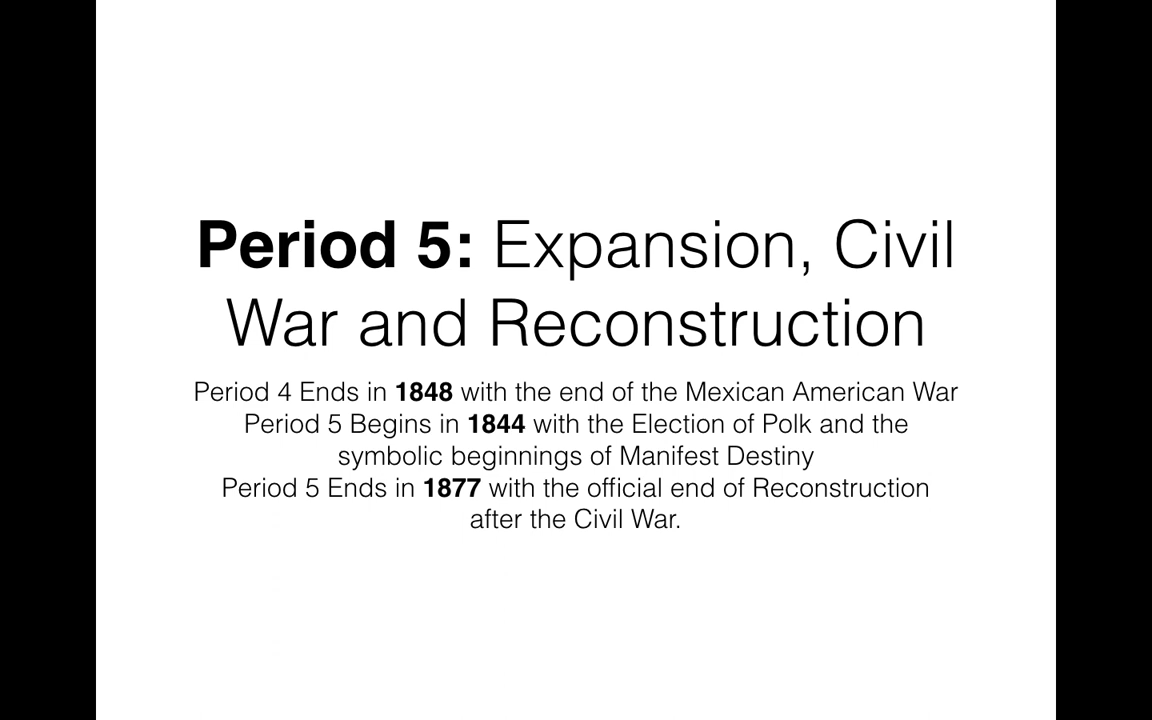 Period 5: Expansion, Civil
War and Reconstruction
Period 4 Ends in 1848 with the end of the Mexican American War
Period 5 Begins in 1844 with the Election of Polk and the
symbolic beginnings of Manifest Destiny
Period 5 Ends in 1877 with the official end of Reconstruction
after the Civil War.